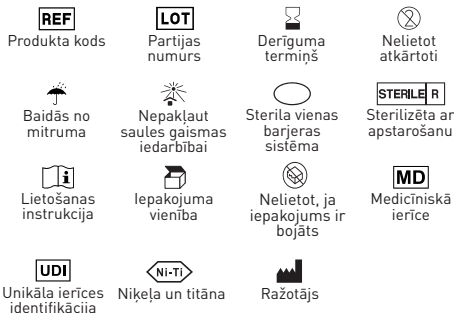 REF
LOT
2
Produkta kods
Partijas
numurs
Derīguma
termiņš
Nelietot
atkārtoti
STERILE R
Baidās no
mitruma
Nepakļaut
saules gaismas
iedarbībai
Sterila vienas
barjeras
sistēma
Sterilizēta ar
apstarošanu
i
MD
Lietošanas
instrukcija
Iepakojuma
vienība
Nelietot, ja
iepakojums ir
bojāts
Medicīniskā
ierīce
UDI
Ni-Ti
Unikāla ierīces
identifikācija
Niķeļa un titāna
Ražotājs